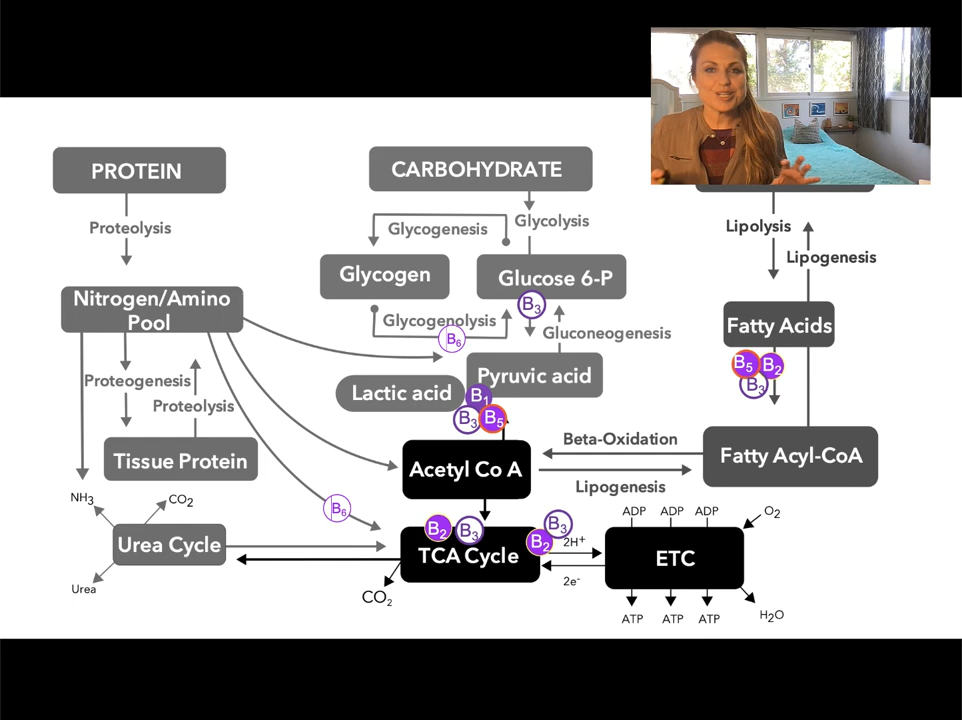 PROTEIN
CARBOHYDRATE
Proteolysis
Glycogenesis
Glycolysis
Lipolysis
Lipogenesis
Glycogen
Glucose 6-P
Nitrogen/Amino
Pool
B3
Glycogenolysis
B6
Gluconeogenesis
Fatty Acids
B5
B2
B3
Proteogenesis
Proteolysis
Pyruvic acid
Lactic acid
B1
B3
B5
Tissue Protein
Acetyl Co A
Beta-Oxidation
Lipogenesis
Fatty Acyl-CoA
NH3
CO2
B6
Urea Cycle
Urea
B2
B3
TCA Cycle
CO2
B3
B2
2H+
2e-
ADP
ADP
ADP
O2
ETC
ATP
ATP
ATP
H2O